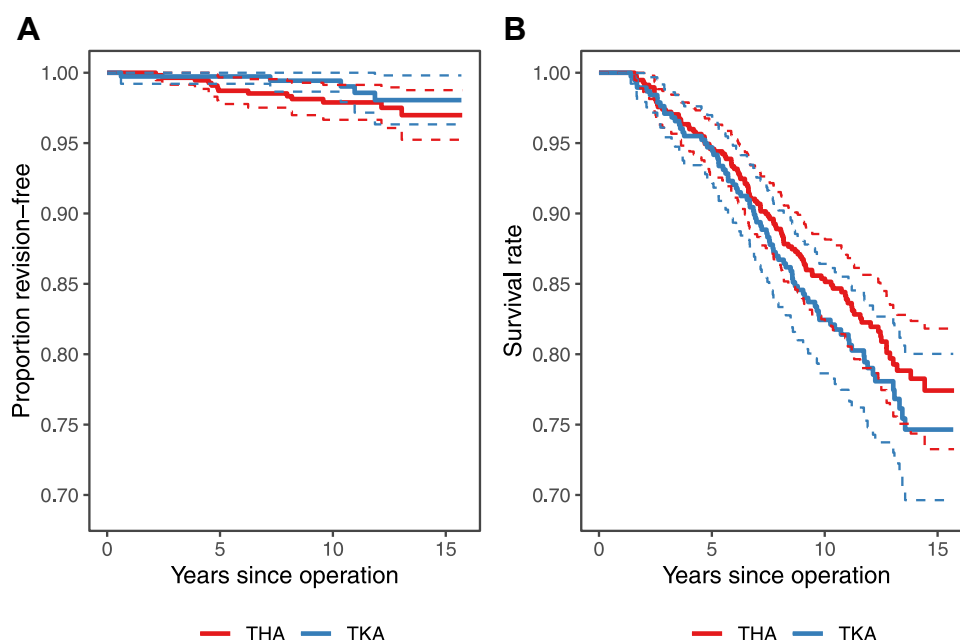 A
Proportion revision−free
1.00
0.95
0.90
0.85
0.80
0.75
0.70
0 5 10 15
Years since operation
THA TKA
B
Survival rate
1.00
0.95
0.90
0.85
0.80
0.75
0.70
0 5 10 15
Years since operation
THA TKA